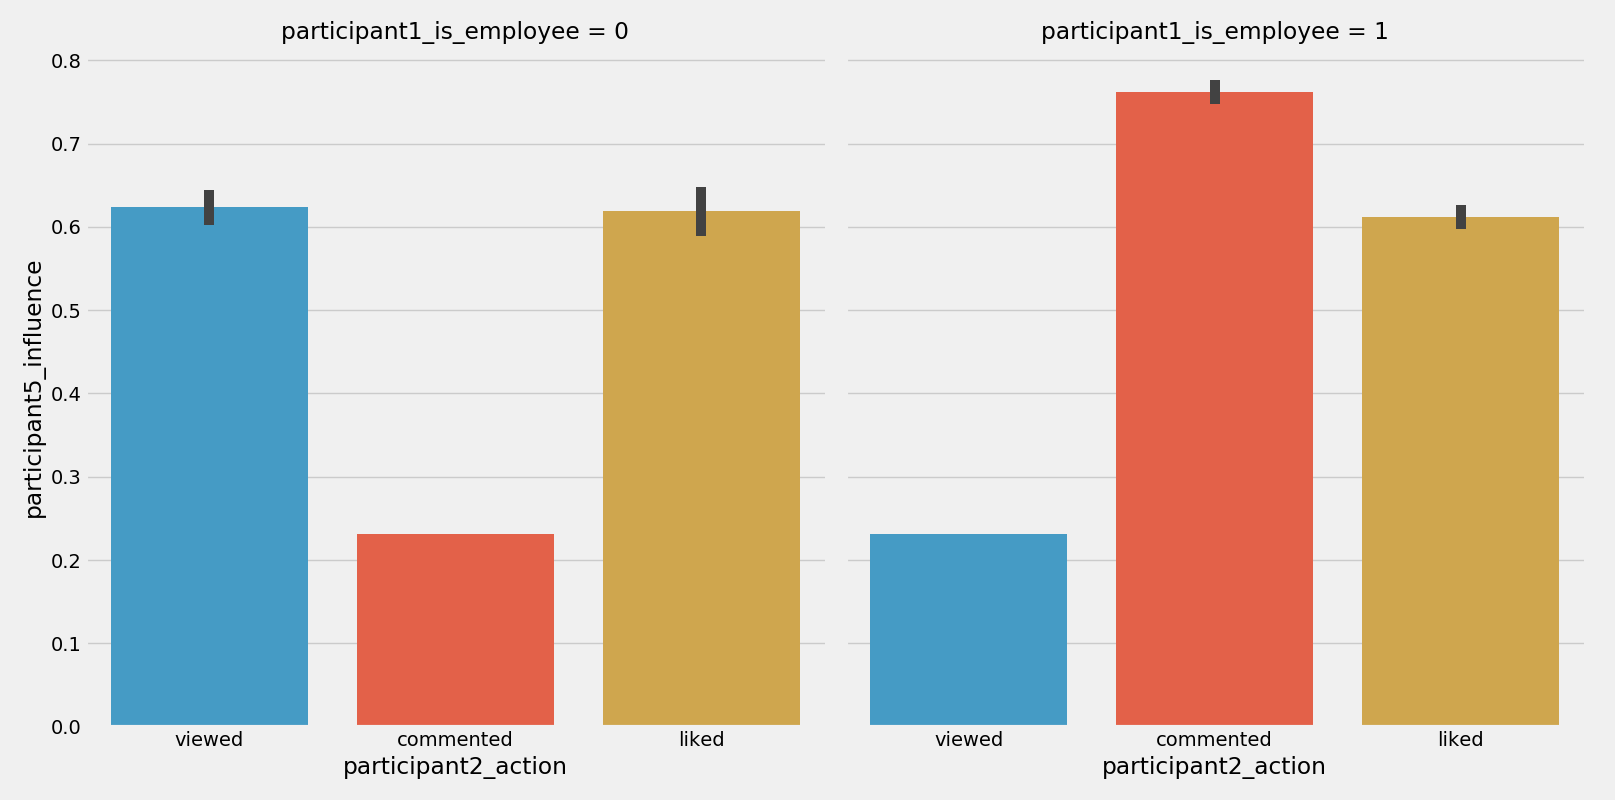 participant1_is_employee = 0
participant1_is_employee = 1
participant5_influence
0.8
0.7
0.6
0.5
0.4
0.3
0.2
0.1
0.0
viewed commented liked
viewed commented liked
participant2_action
participant2_action